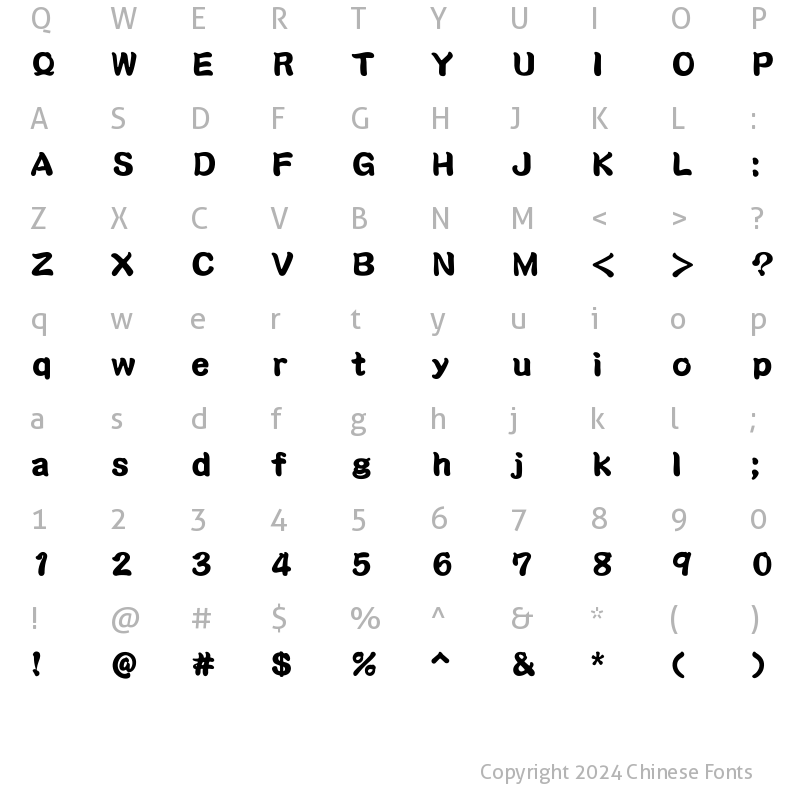 Q W E R T Y U I O P
Q W E R T Y U I O P
A S D F G H J K L :
A S D F G H J K L :
Z X C V B N M < > ?
Z X C V B N M < > ?
q w e r t y u i o p
q w e r t y u i o p
a s d f g h j k l ;
a s d f g h j k l ;
1 2 3 4 5 6 7 8 9 0
1 2 3 4 5 6 7 8 9 0
! @ # $ % ^ & * ( )
! @ # $ % ^ & * ( )
Copyright 2024 Chinese Fonts